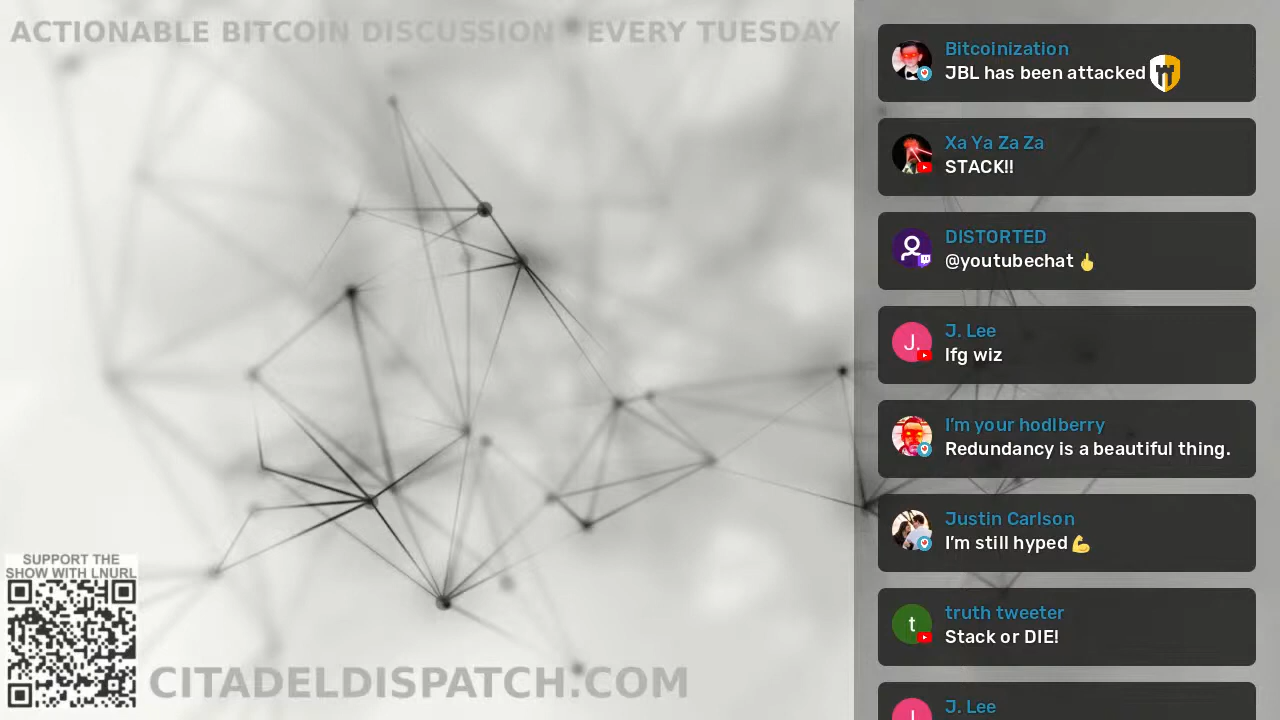 ACTIONABLE BITCOIN DISCUSSION * EVERY TUESDAY
Bitcoinization
JBL has been attacked
Xa Ya Za Za
STACK!!
DISTORTED
@youtubechat🖕
J.
J. Lee
lfg wiz
I’m your hodlberry
Redundancy is a beautiful thing.
Justin Carlson
I’m still hyped💪
t
truth tweeter
Stack or DIE!
J. Lee
SUPPORT THE
SHOW WITH LNURL
CITADELDISPATCH.COM